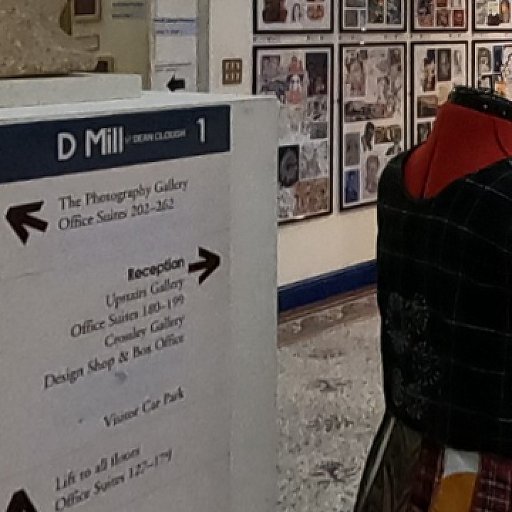 D Mill DEAN CLOUGH 1
The Photography Gallery
Office Suites 202-262
Reception
Upstairs Gallery
Office Suites 180-199
Crossley Gallery
Design Shop & Box Office
Visitor Car Park
Lift to all floors
Office Suites 127-179